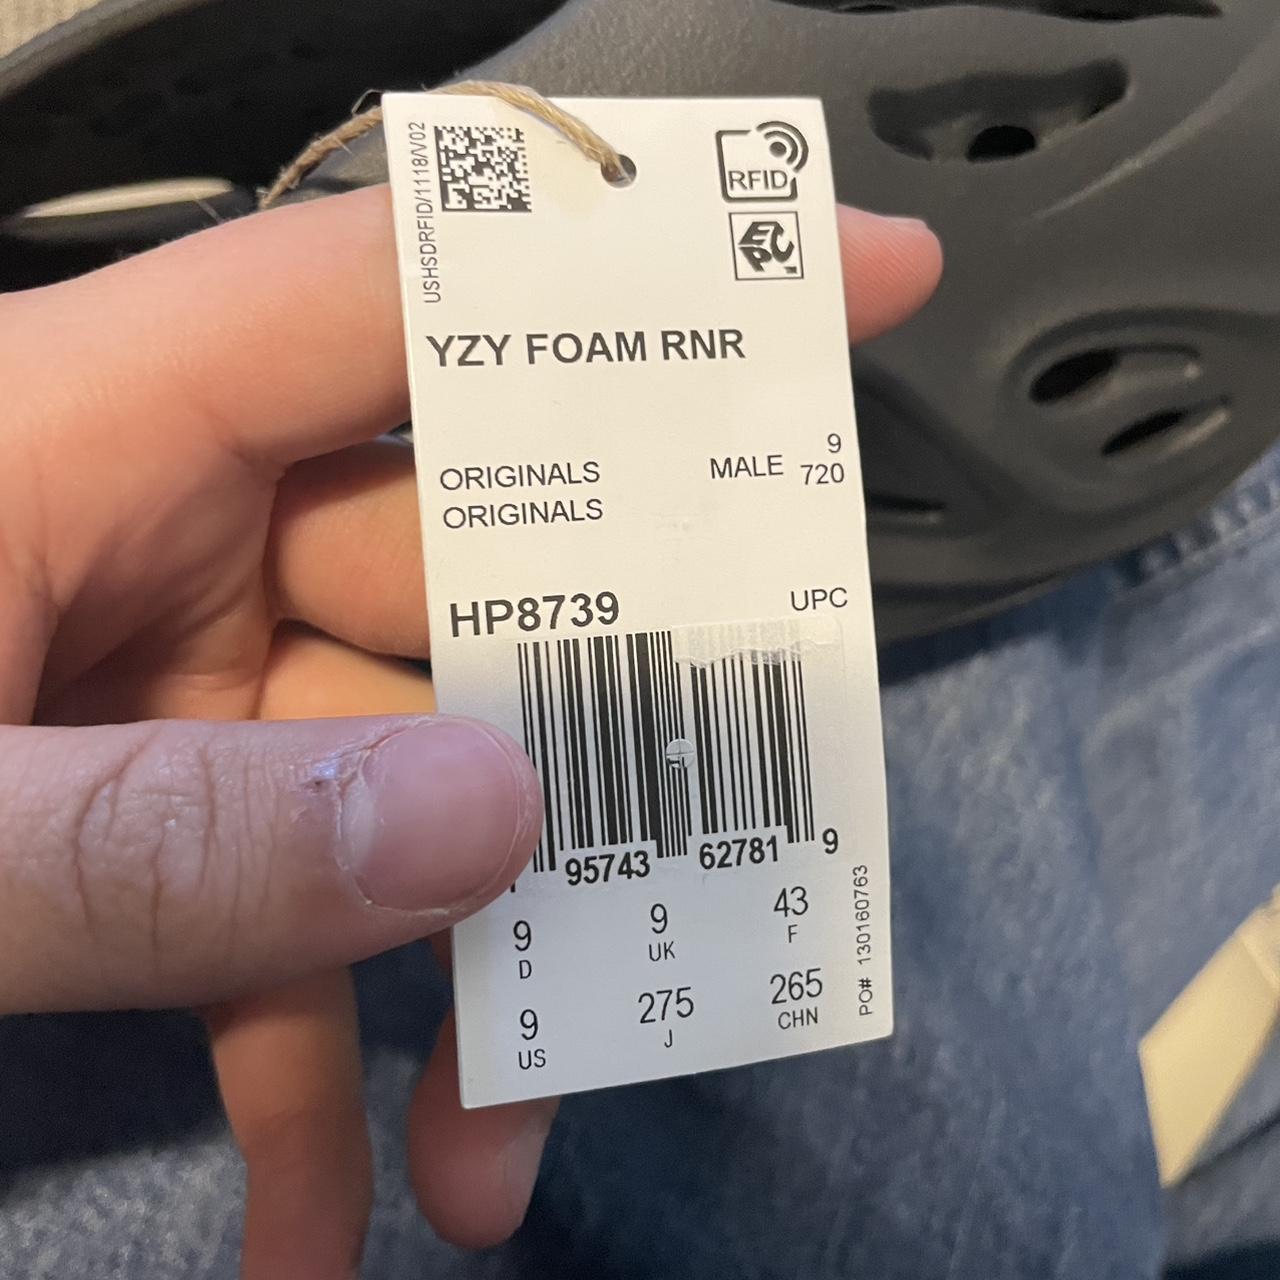 USHSDRFID/1118/V02
RFID
EPC
YZY FOAM RNR
ORIGINALS MALE 9
ORIGINALS 720
HP8739 UPC
95743 62781 9
9 9 43
D UK F
9 275 265
US J CHN
PO# 130160763